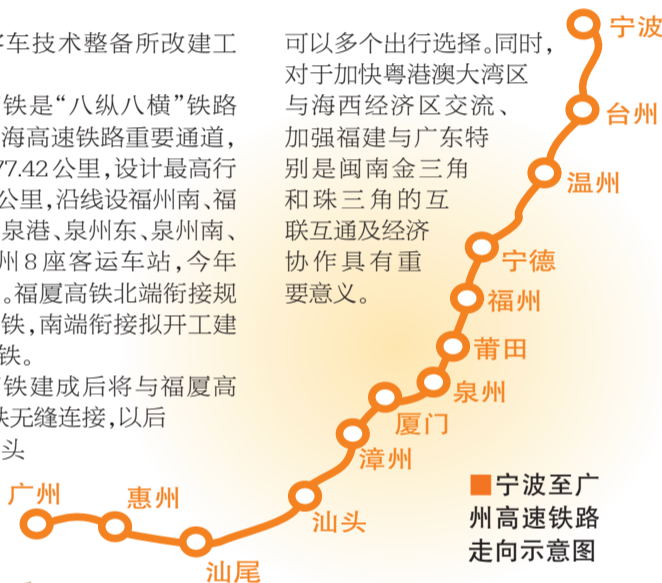 客车技术整备所改建工
铁是“八纵八横”铁路
海高速铁路重要通道，
77.42公里，设计最高行
公里，沿线设福州南、福
泉港、泉州东、泉州南、
州8座客运车站，今年
。福厦高铁北端衔接规
铁，南端衔接拟开工建
铁。
铁建成后将与福厦高
铁无缝连接，以后
头
可以多个出行选择。同时，
对于加快粤港澳大湾区
与海西经济区交流、
加强福建与广东特
别是闽南金三角
和珠三角的互
联互通及经济
协作具有重
要意义。
宁波
台州
温州
宁德
福州
莆田
泉州
厦门
漳州
汕头
汕尾
惠州
广州
■宁波至广
州高速铁路
走向示意图